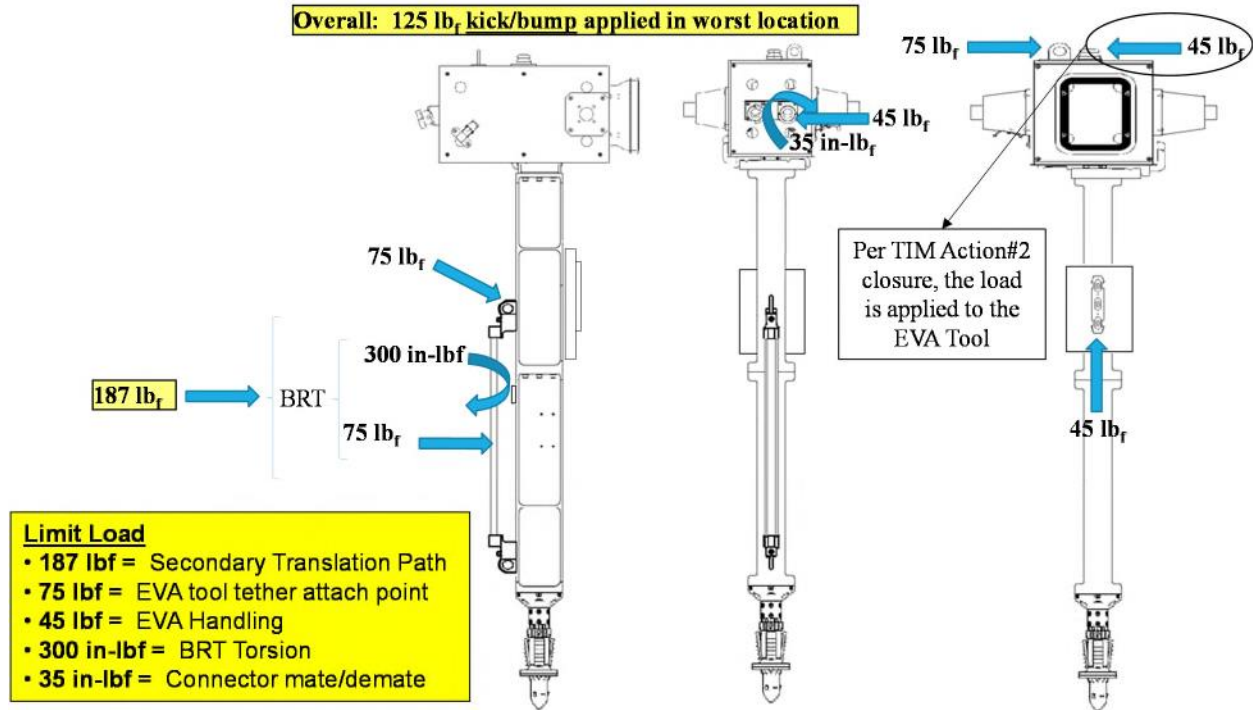 Overall: 125 lbf kick/bump applied in worst location
75 lbf
45 lbf
45 lbf
35 in-lbf
Per TIM Action#2
closure, the load
is applied to the
EVA Tool
75 lbf
300 in-lbf
187 lbf
BRT
75 lbf
45 lbf
Limit Load
• 187 lbf = Secondary Translation Path
• 75 lbf = EVA tool tether attach point
• 45 lbf = EVA Handling
• 300 in-lbf = BRT Torsion
• 35 in-lbf = Connector mate/demate